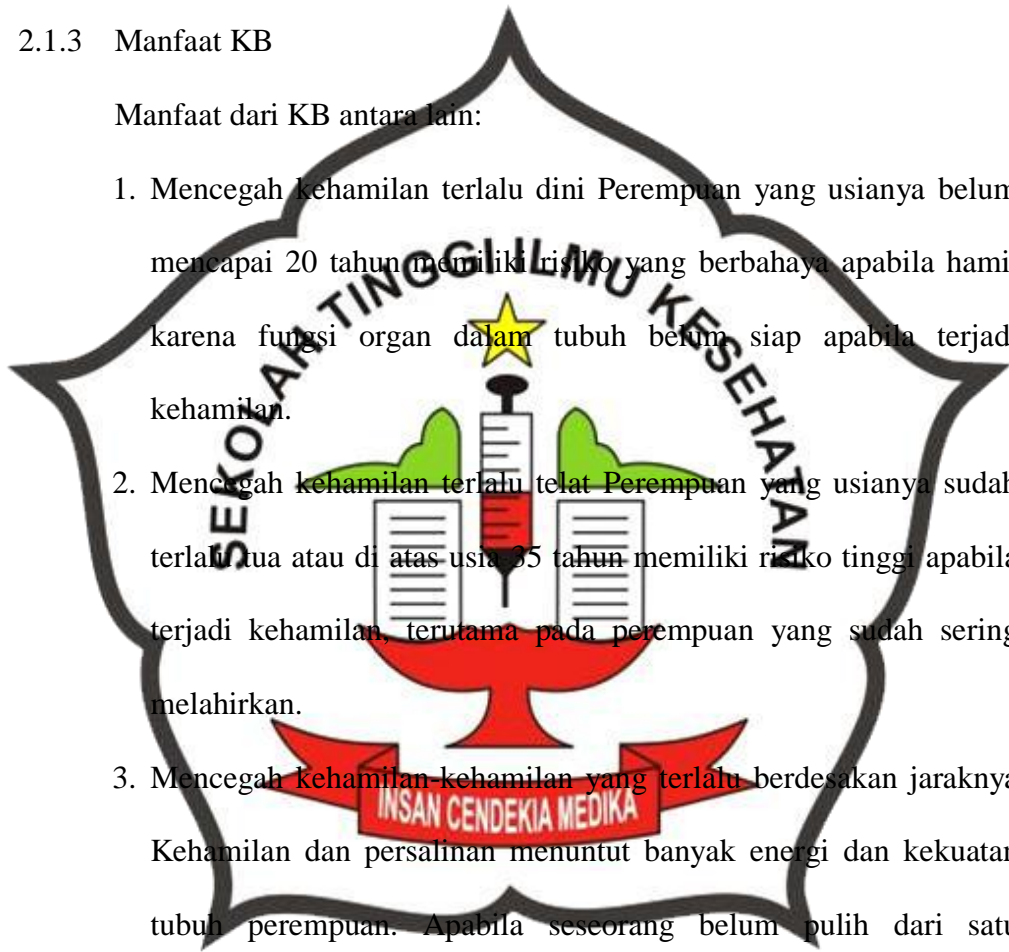 2.1.3 Manfaat KB
Manfaat dari KB antara lain:
1. Mencegah kehamilan terlalu dini Perempuan yang usianya belum
mencapai 20 tahun memiliki risiko yang berbahaya apabila hami
karena fungsi organ dalam tubuh belum siap apabila terjad
kehamilan.
2. Mencegah kehamilan terlalu telat Perempuan yang usianya sudah
terlalu tua atau di atas usia 35 tahun memiliki risiko tinggi apabila
terjadi kehamilan, terutama pada perempuan yang sudah sering
melahirkan.
3. Mencegah kehamilan-kehamilan yang terlalu berdesakan jaraknya
Kehamilan dan persalinan menuntut banyak energi dan kekuatan
tubuh perempuan. Apabila seseorang belum pulih dari satu
SEKOLAH TINGGI ILMU KESEHATAN
INSAN CENDEKIA MEDIKA